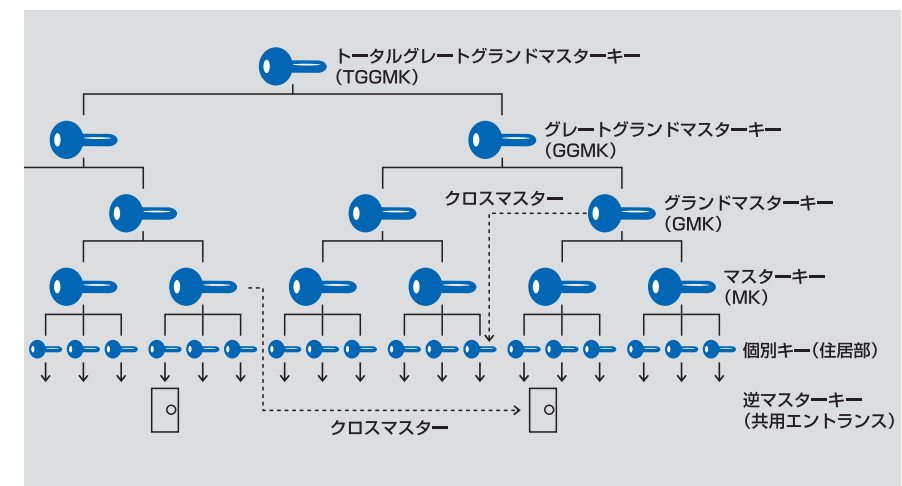 トータルグレートグランドマスターキー
（TGGMK）
グレートグランドマスターキー
（GGMK）
クロスマスター
グランドマスターキー
（GMK）
マスターキー
（MK）
個別キー（住居部）
逆マスターキー
（共用エントランス）
クロスマスター